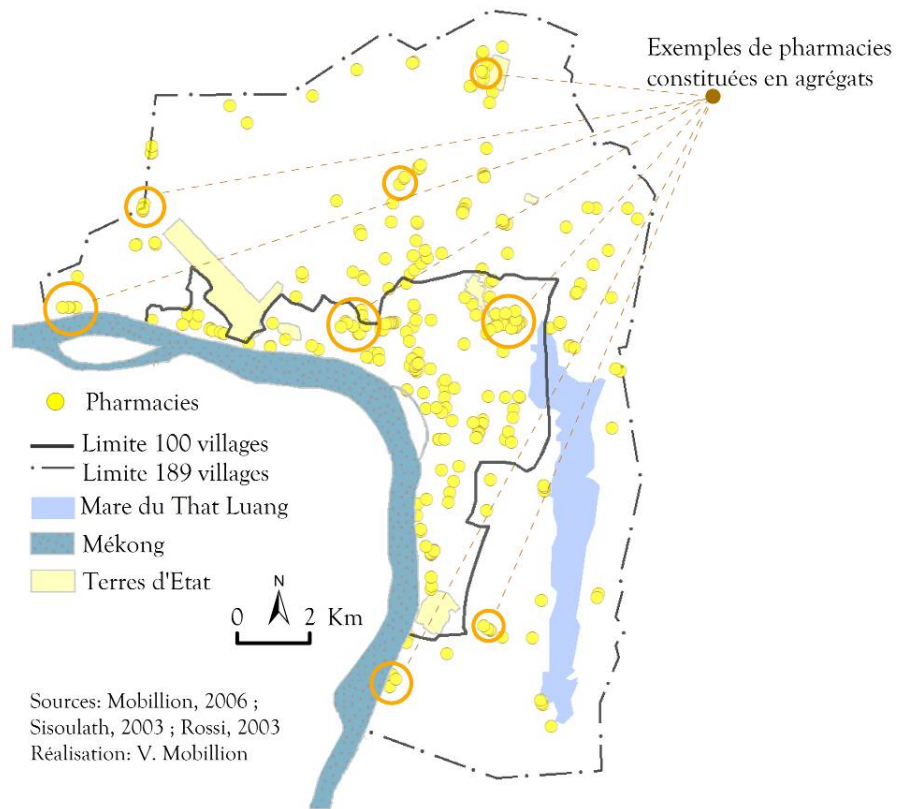 Exemples de pharmacies
constituées en agrégats
Pharmacies
Limite 100 villages
Limite 189 villages
Mare du That Luang
Mékong
Terres d'Etat
N
0 2 Km
Sources: Mobillion, 2006 ;
Sisoulath, 2003 ; Rossi, 2003
Réalisation: V. Mobillion